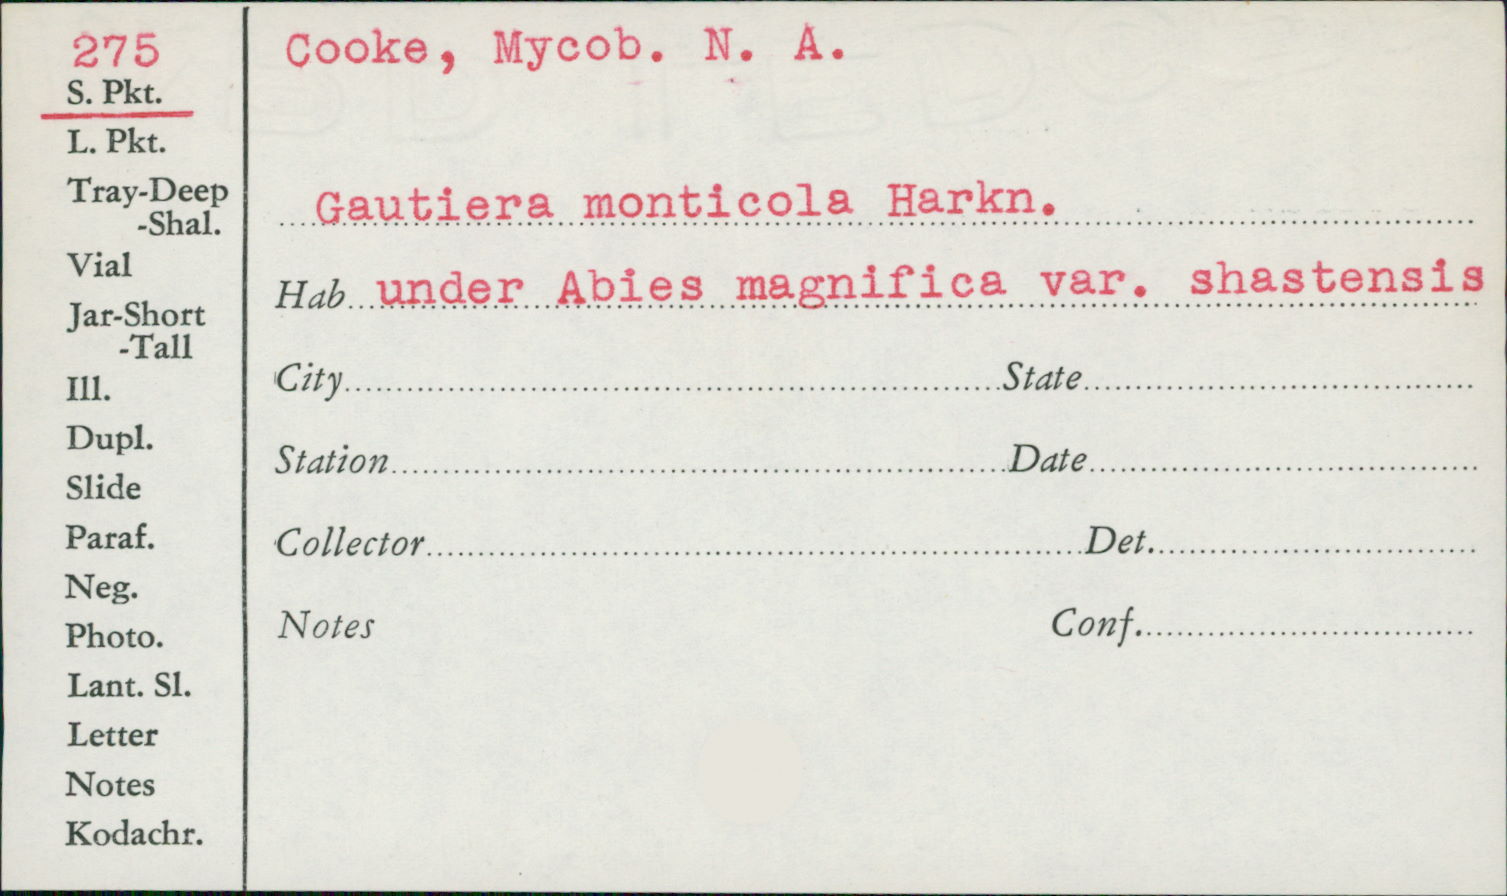 275
S. Pkt.
L. Pkt.
Tray-Deep
-Shal.
Vial
Jar-Short
-Tall
Ill.
Dupl.
Slide
Paraf.
Neg.
Photo.
Lant. Sl.
Letter
Notes
Kodachr.
Cooke, Mycob. N. A.
Gautiera monticola Harkn.
Hab. under Abies magnifica var. shastensis
City State
Station Date
Collector Det.
Notes Conf.